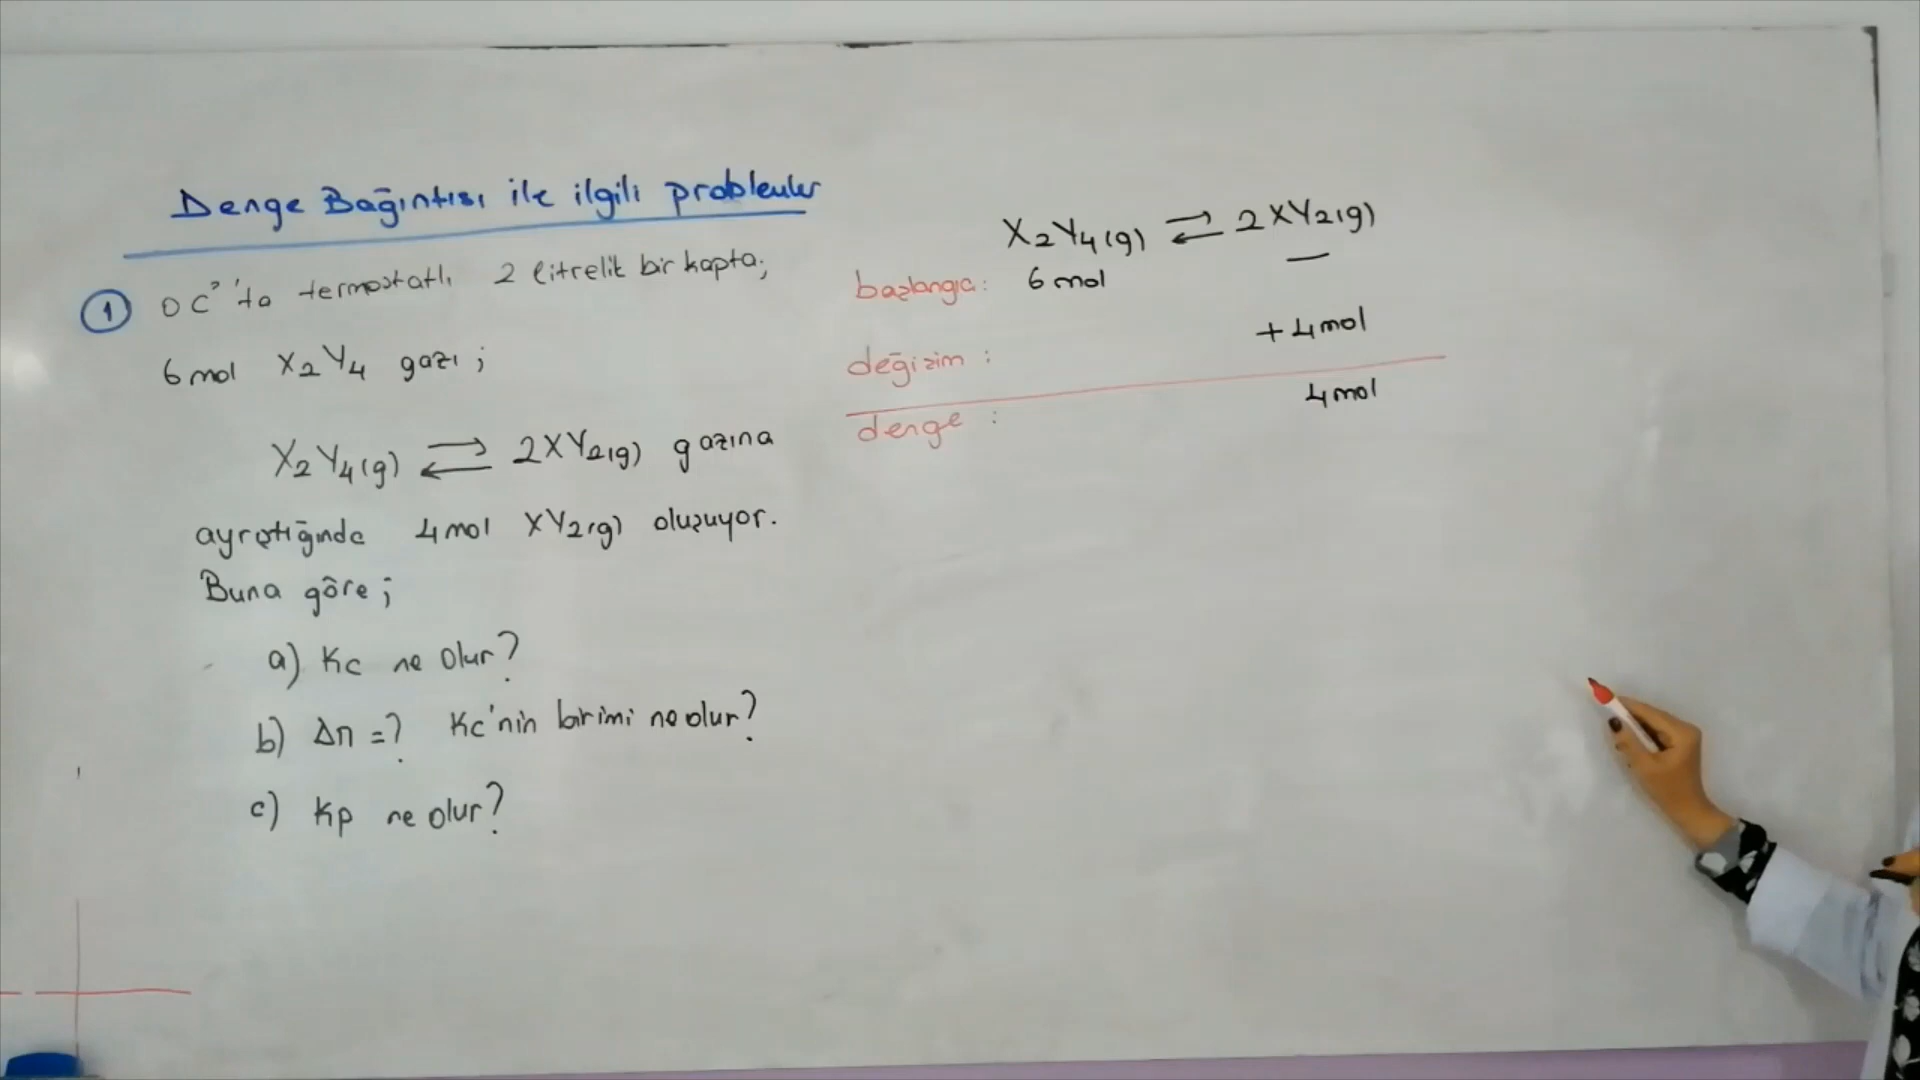 Denge Bağıntısı ile ilgili problemler
1 0C°'ta termostatlı 2 litrelik bir kapta;
6 mol X₂Y₄ gazı ;
X₂Y₄(g) ⇌ 2XY₂(g) gazına
ayrıştığında 4 mol XY₂(g) oluşuyor.
Buna göre ;
a) Kc ne olur?
b) Δn = ? Kc'nin birimi ne olur?
c) Kp ne olur?
X₂Y₄(g) ⇌ 2XY₂(g)
başlangıç: 6 mol —
değişim : +4 mol
denge : 4 mol